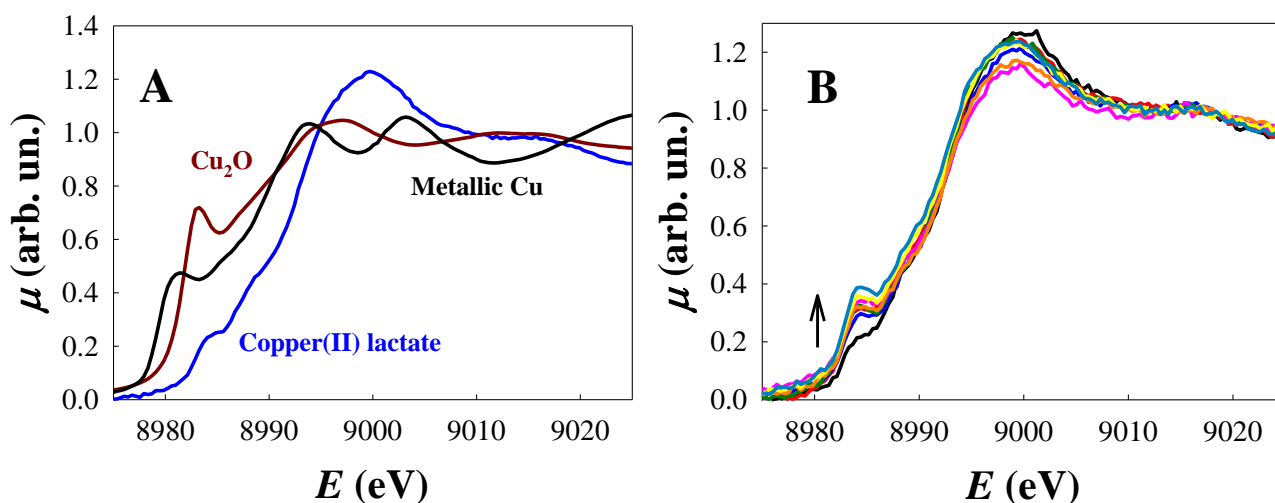 A
Cu₂O
Metallic Cu
Copper(II) lactate
μ (arb. un.)
1.4
1.2
1.0
0.8
0.6
0.4
0.2
0.0
8980 8990 9000 9010 9020
E (eV)
B
μ (arb. un.)
1.2
1.0
0.8
0.6
0.4
0.2
0.0
8980 8990 9000 9010 9020
E (eV)